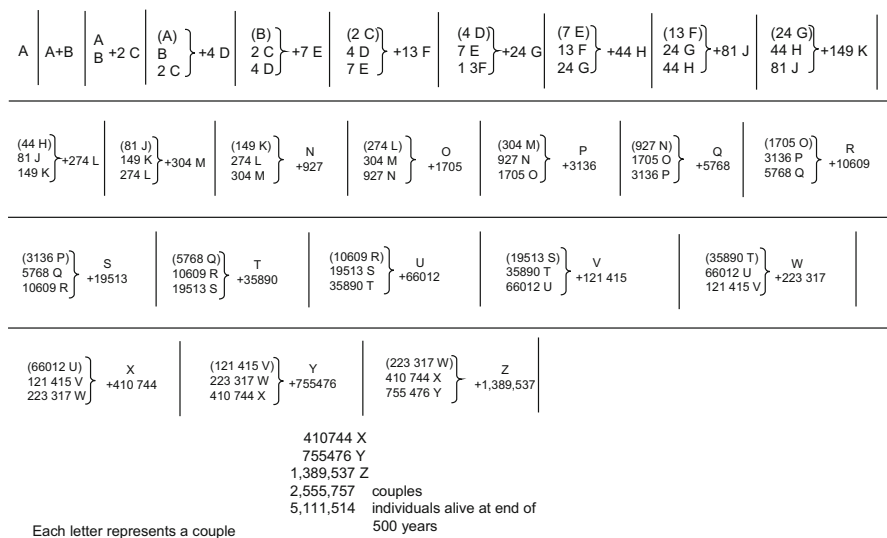 A
A+B
A
B
+2 C
(A)
B
2 C
+4 D
(B)
2 C
4 D
+7 E
(2 C)
4 D
7 E
+13 F
(4 D)
7 E
1 3F
+24 G
(7 E)
13 F
24 G
+44 H
(13 F)
24 G
44 H
+81 J
(24 G)
44 H
81 J
+149 K
(44 H)
81 J
149 K
+274 L
(81 J)
149 K
274 L
+304 M
(149 K)
274 L
304 M
N
+927
(274 L)
304 M
927 N
O
+1705
(304 M)
927 N
1705 O
P
+3136
(927 N)
1705 O
3136 P
Q
+5768
(1705 O)
3136 P
5768 Q
R
+10609
(3136 P)
5768 Q
10609 R
S
+19513
(5768 Q)
10609 R
19513 S
T
+35890
(10609 R)
19513 S
35890 T
U
+66012
(19513 S)
35890 T
66012 U
V
+121 415
(35890 T)
66012 U
121 415 V
W
+223 317
(66012 U)
121 415 V
223 317 W
X
+410 744
(121 415 V)
223 317 W
410 744 X
Y
+755476
(223 317 W)
410 744 X
755 476 Y
Z
+1,389,537
410744 X
755476 Y
1,389,537 Z
2,555,757 couples
5,111,514 individuals alive at end of
500 years
Each letter represents a couple